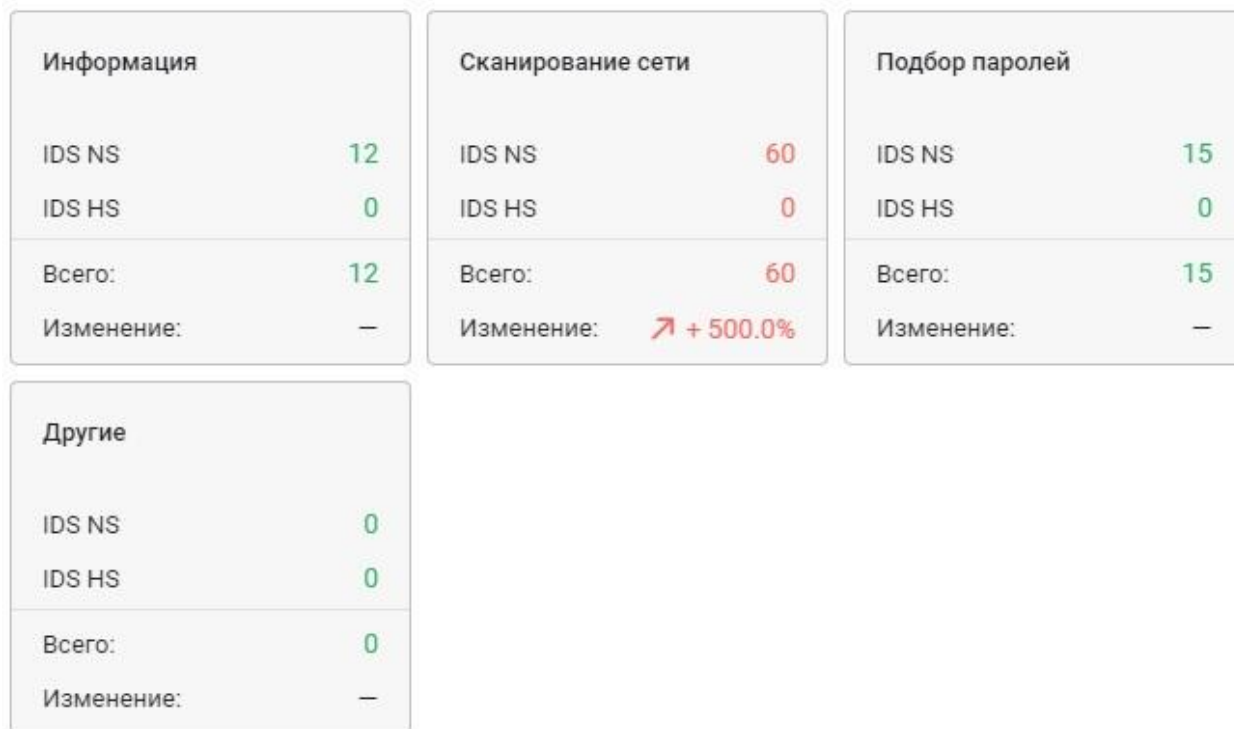 Информация
IDS NS 12
IDS HS 0
Всего: 12
Изменение: –
Сканирование сети
IDS NS 60
IDS HS 0
Всего: 60
Изменение: ↗ + 500.0%
Подбор паролей
IDS NS 15
IDS HS 0
Всего: 15
Изменение: –
Другие
IDS NS 0
IDS HS 0
Всего: 0
Изменение: –